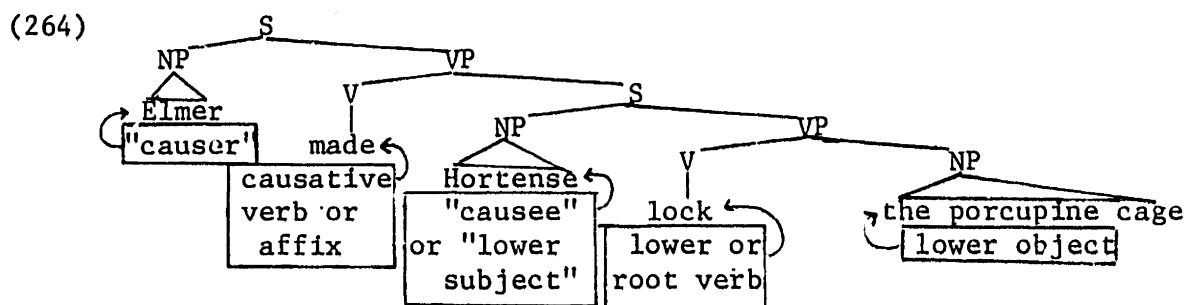 (264)
S
NP VP
V S
NP VP
V NP
Elmer
"causer"
made
causative
verb or
affix
Hortense
"causee"
or "lower
subject"
lock
lower or
root verb
the porcupine cage
lower object